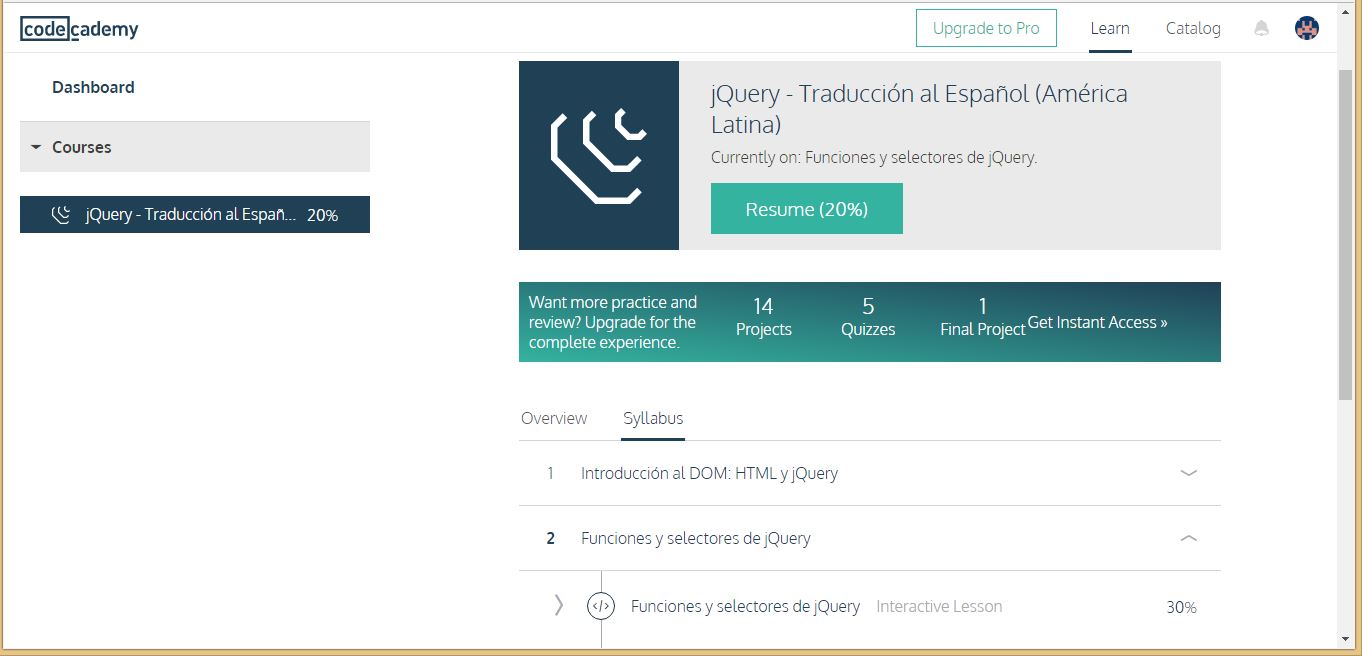 codecademy
Upgrade to Pro
Learn
Catalog
Dashboard
Courses
jQuery - Traducción al Españ... 20%
jQuery - Traducción al Español (América
Latina)
Currently on: Funciones y selectores de jQuery.
Resume (20%)
Want more practice and
review? Upgrade for the
complete experience.
14
Projects
5
Quizzes
1
Final Project
Get Instant Access »
Overview
Syllabus
1 Introducción al DOM: HTML y jQuery
2 Funciones y selectores de jQuery
</> Funciones y selectores de jQuery Interactive Lesson 30%